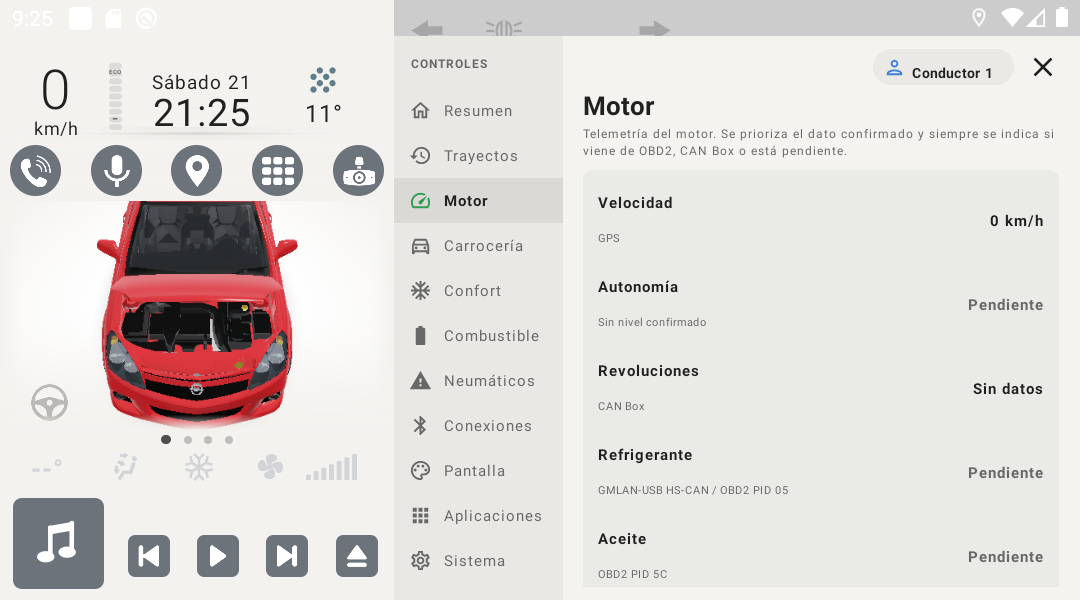 9:25
0
km/h
ECO
Sábado 21
21:25
11°
--°
CONTROLES
Resumen
Trayectos
Motor
Carrocería
Confort
Combustible
Neumáticos
Conexiones
Pantalla
Aplicaciones
Sistema
Conductor 1
Motor
Telemetría del motor. Se prioriza el dato confirmado y siempre se indica si
viene de OBD2, CAN Box o está pendiente.
Velocidad
0 km/h
GPS
Autonomía
Pendiente
Sin nivel confirmado
Revoluciones
Sin datos
CAN Box
Refrigerante
Pendiente
GMLAN-USB HS-CAN / OBD2 PID 05
Aceite
Pendiente
OBD2 PID 5C